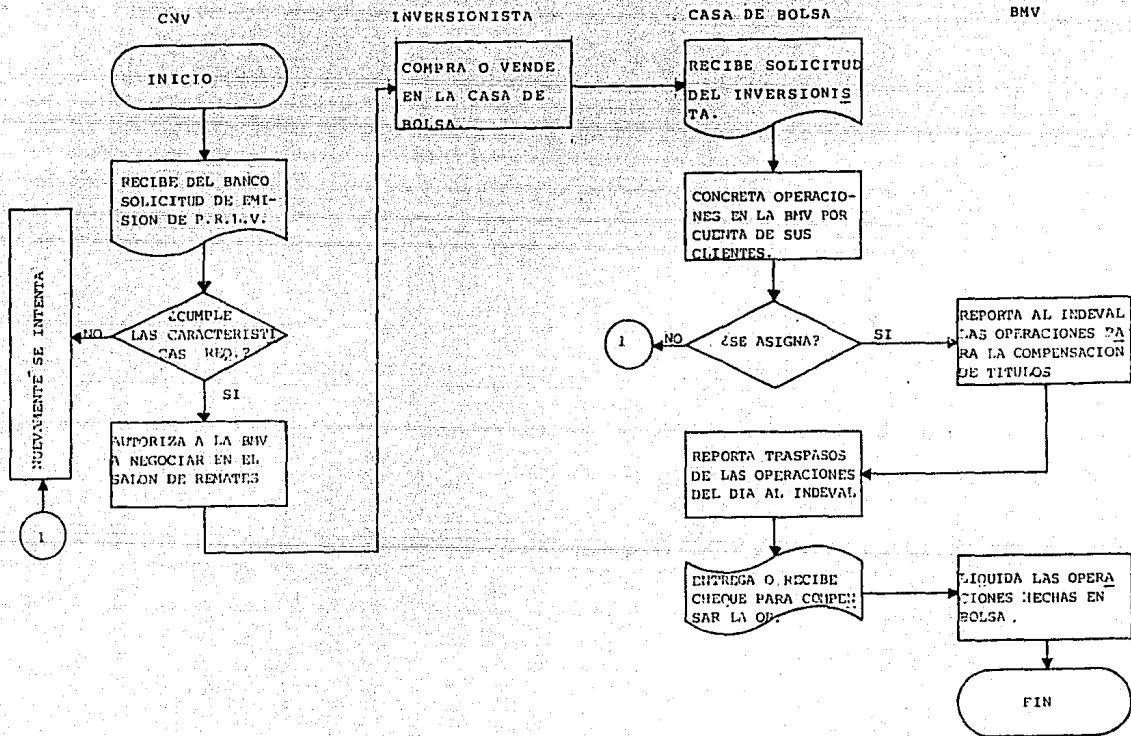 CNV
INVERSIONISTA
CASA DE BOLSA
BMV
INICIO
RECIBE DEL BANCO
SOLICITUD DE EMI-
SION DE P.R.L.V.
¿CUMPLE
LAS CARACTERISTI
CAS REQ.?
NO
SI
NUEVAMENTE SE INTENTA
1
AUTORIZA A LA BMV
A NEGOCIAR EN EL
SALON DE REMATES
COMPRA O VENDE
EN LA CASA DE
BOLSA.
RECIBE SOLICITUD
DEL INVERSIONIS
TA.
CONCRETA OPERACIO-
NES EN LA BMV POR
CUENTA DE SUS
CLIENTES.
¿SE ASIGNA?
NO
1
SI
REPORTA AL INDEVAL
LAS OPERACIONES PA
RA LA COMPENSACION
DE TITULOS
REPORTA TRASPASOS
DE LAS OPERACIONES
DEL DIA AL INDEVAL
ENTREGA O RECIBE
CHEQUE PARA COMPEN
SAR LA OP.
LIQUIDA LAS OPERA
CIONES HECHAS EN
BOLSA.
FIN